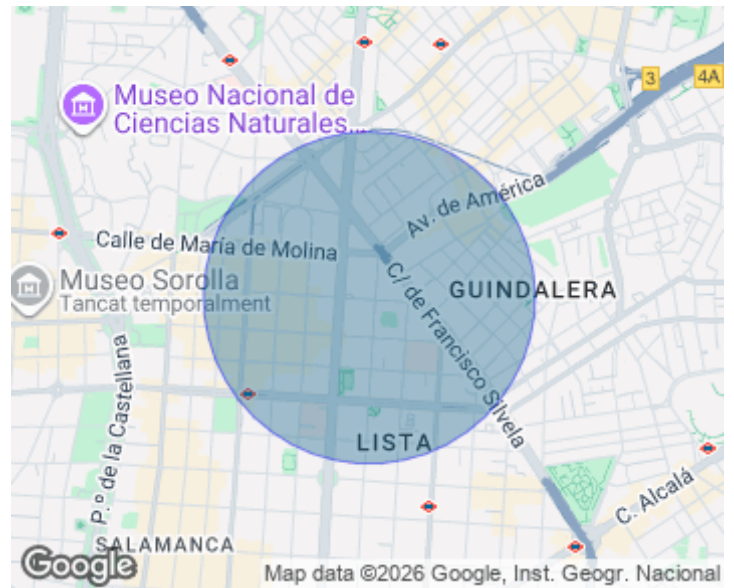 3
4A
Museo Nacional de
Ciencias Naturales...
Av. de América
Calle de María de Molina
Museo Sorolla
Tancat temporalment
GUINDALERA
C/ de Francisco Silvela
P.º de la Castellana
LISTA
C. Alcalá
SALAMANCA
Google
Map data ©2026 Google, Inst. Geogr. Nacional